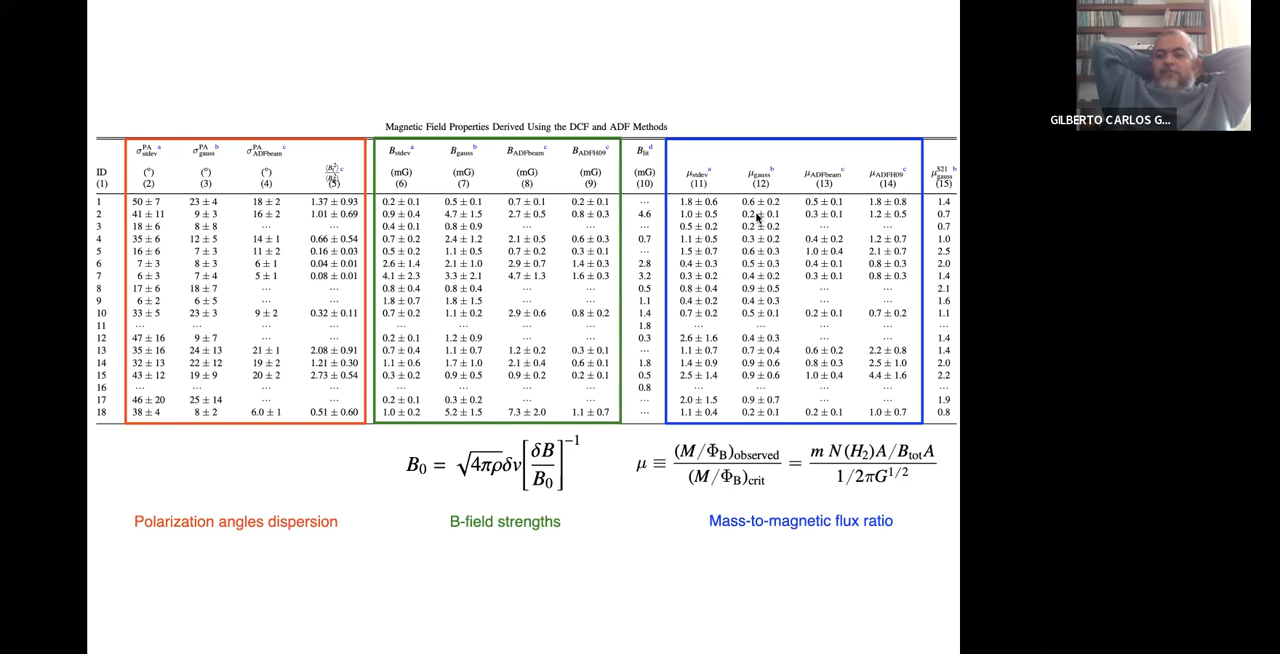 Magnetic Field Properties Derived Using the DCF and ADF Methods
σ^PA_stdev^a σ^PA_gauss^b σ^PA_ADFbeam^c B_stdev^a B_gauss^b B_ADFbeam^c B_ADFH09^c B_lit^d μ_stdev^a μ_gauss^b μ_ADFbeam^c μ_ADFH09^c μ^S21_gauss^b
ID (°) (°) (°) (mG) (mG) (mG) (mG) (mG)
(1) (2) (3) (4) (5) (6) (7) (8) (9) (10) (11) (12) (13) (14) (15)
1 50 ± 7 23 ± 4 18 ± 2 1.37 ± 0.93 0.2 ± 0.1 0.5 ± 0.1 0.7 ± 0.1 0.2 ± 0.1 ... 1.8 ± 0.6 0.6 ± 0.2 0.5 ± 0.1 1.8 ± 0.8 1.4
2 41 ± 11 9 ± 3 16 ± 2 1.01 ± 0.69 0.9 ± 0.4 4.7 ± 1.5 2.7 ± 0.5 0.8 ± 0.3 4.6 1.0 ± 0.5 0.2 ± 0.1 0.3 ± 0.1 1.2 ± 0.5 0.7
3 18 ± 6 8 ± 8 ... ... 0.4 ± 0.1 0.8 ± 0.9 ... ... 0.5 ± 0.2 0.2 ± 0.2 ... ... 0.7
4 35 ± 6 12 ± 5 14 ± 1 0.66 ± 0.54 0.7 ± 0.2 2.4 ± 1.2 2.1 ± 0.5 0.6 ± 0.3 0.7 1.1 ± 0.5 0.3 ± 0.2 0.4 ± 0.2 1.2 ± 0.7 1.0
5 16 ± 6 7 ± 3 11 ± 2 0.16 ± 0.03 0.5 ± 0.2 1.1 ± 0.5 0.7 ± 0.2 0.3 ± 0.1 ... 1.5 ± 0.7 0.6 ± 0.3 1.0 ± 0.4 2.1 ± 0.7 2.5
6 7 ± 3 8 ± 3 6 ± 1 0.04 ± 0.01 2.6 ± 1.4 2.1 ± 1.0 2.9 ± 0.7 1.4 ± 0.3 2.8 0.4 ± 0.3 0.5 ± 0.3 0.4 ± 0.1 0.8 ± 0.3 2.0
7 6 ± 3 7 ± 4 5 ± 1 0.08 ± 0.01 4.1 ± 2.3 3.3 ± 2.1 4.7 ± 1.3 1.6 ± 0.3 3.2 0.3 ± 0.2 0.4 ± 0.2 0.3 ± 0.1 0.8 ± 0.3 1.4
8 17 ± 6 18 ± 7 ... ... 0.8 ± 0.4 0.8 ± 0.4 ... ... 0.5 0.8 ± 0.4 0.9 ± 0.5 ... ... 2.1
9 6 ± 2 6 ± 5 ... ... 1.8 ± 0.7 1.8 ± 1.5 ... ... 1.1 0.4 ± 0.2 0.4 ± 0.3 ... ... 1.6
10 33 ± 5 23 ± 3 9 ± 2 0.32 ± 0.11 0.7 ± 0.2 1.1 ± 0.2 2.9 ± 0.6 0.8 ± 0.2 1.4 0.7 ± 0.2 0.5 ± 0.1 0.2 ± 0.1 0.7 ± 0.2 1.1
11 ... ... ... ... ... ... ... ... 1.8 ... ... ... ... ...
12 47 ± 16 9 ± 7 ... ... 0.2 ± 0.1 1.2 ± 0.9 ... ... 0.3 2.6 ± 1.6 0.4 ± 0.3 ... ... 1.4
13 35 ± 16 24 ± 13 21 ± 1 2.08 ± 0.91 0.7 ± 0.4 1.1 ± 0.7 1.2 ± 0.2 0.3 ± 0.1 ... 1.1 ± 0.7 0.7 ± 0.4 0.6 ± 0.2 2.2 ± 0.8 1.4
14 32 ± 13 22 ± 12 19 ± 2 1.21 ± 0.30 1.1 ± 0.6 1.7 ± 1.0 2.1 ± 0.4 0.6 ± 0.1 1.8 1.4 ± 0.9 0.9 ± 0.6 0.8 ± 0.3 2.5 ± 1.0 2.0
15 43 ± 12 19 ± 9 20 ± 2 2.73 ± 0.54 0.3 ± 0.2 0.9 ± 0.5 0.9 ± 0.2 0.2 ± 0.1 0.5 2.5 ± 1.4 0.9 ± 0.6 1.0 ± 0.4 4.4 ± 1.6 2.2
16 ... ... ... ... ... ... ... ... 0.8 ... ... ... ... ...
17 46 ± 20 25 ± 14 ... ... 0.2 ± 0.1 0.3 ± 0.2 ... ... 2.0 ± 1.5 0.9 ± 0.7 ... ... 1.9
18 38 ± 4 8 ± 2 6.0 ± 1 0.51 ± 0.60 1.0 ± 0.2 5.2 ± 1.5 7.3 ± 2.0 1.1 ± 0.7 ... 1.1 ± 0.4 0.2 ± 0.1 0.2 ± 0.1 1.0 ± 0.7 0.8
B₀ = √4πρ δv [δB/B₀]⁻¹
μ ≡ (M/Φ_B)_observed / (M/Φ_B)_crit = m N(H₂)A/B_tot A / 1/2πG^1/2
Polarization angles dispersion
B-field strengths
Mass-to-magnetic flux ratio
GILBERTO CARLOS G...